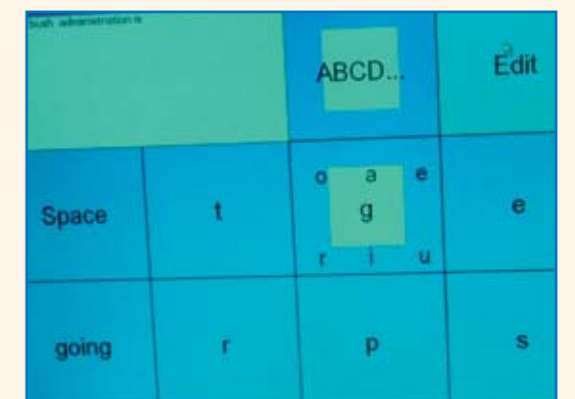 bush administration is
ABCD...
a
Edit
Space
t
o a e
g
r i u
e
going
r
p
s